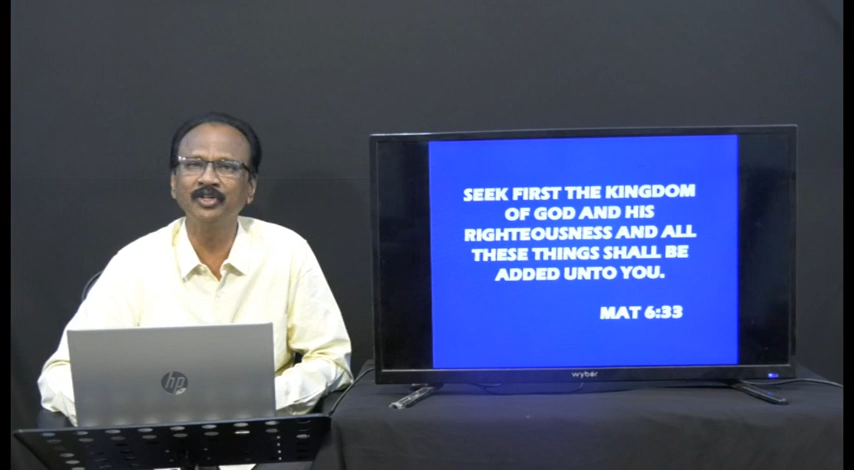 SEEK FIRST THE KINGDOM
OF GOD AND HIS
RIGHTEOUSNESS AND ALL
THESE THINGS SHALL BE
ADDED UNTO YOU.
MAT 6:33
hp
wybor